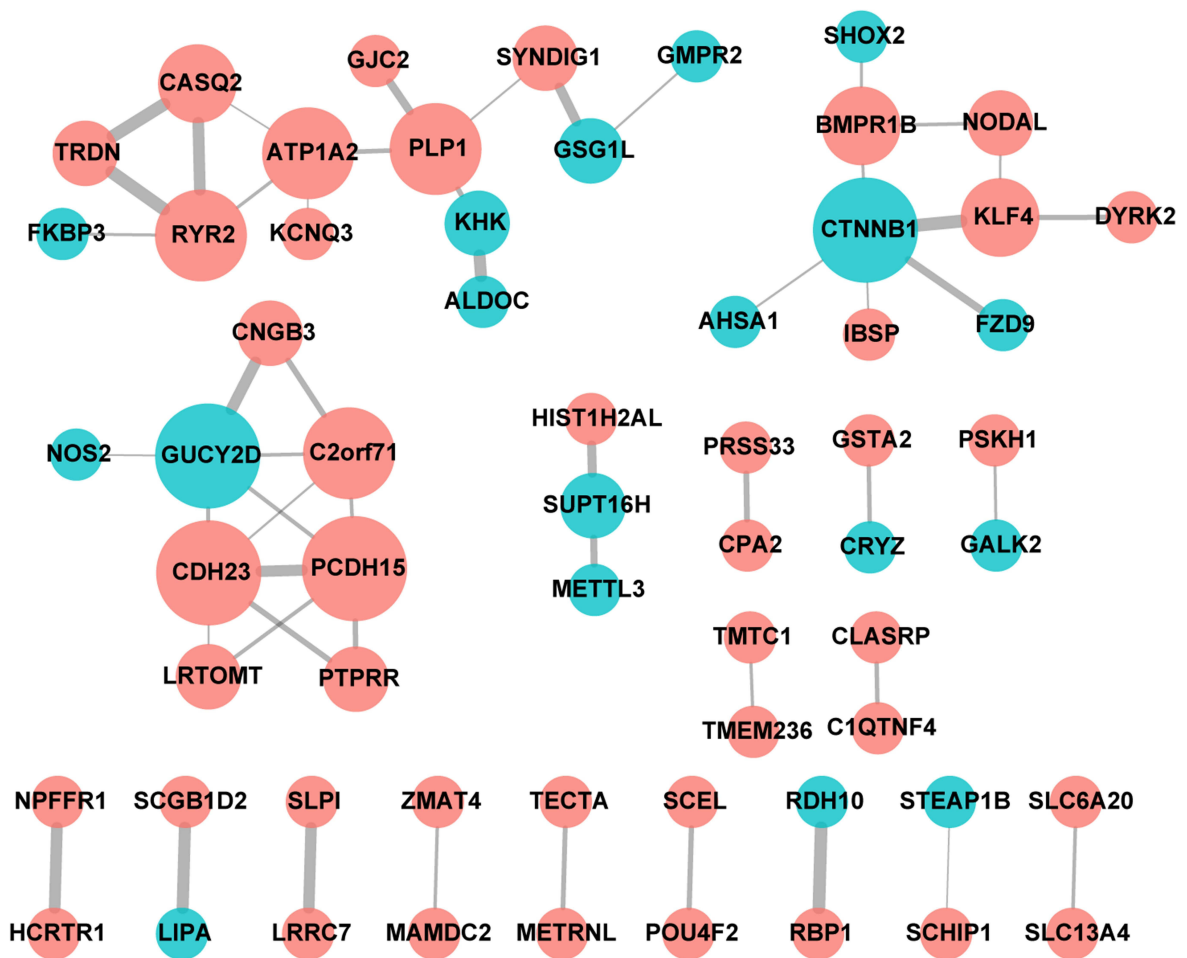 SHOX2
GJC2
SYNDIG1
GMPR2
CASQ2
BMPR1B
NODAL
TRDN
ATP1A2
PLP1
GSG1L
FKBP3
RYR2
KCNQ3
KHK
CTNNB1
KLF4
DYRK2
ALDOC
AHSA1
IBSP
FZD9
CNGB3
NOS2
GUCY2D
C2orf71
HIST1H2AL
PRSS33
GSTA2
PSKH1
SUPT16H
CDH23
PCDH15
CPA2
CRYZ
GALK2
METTL3
LRTOMT
PTPRR
TMTC1
CLASRP
TMEM236
C1QTNF4
NPFFR1
SCGB1D2
SLPI
ZMAT4
TECTA
SCEL
RDH10
STEAP1B
SLC6A20
HCRTR1
LIPA
LRRC7
MAMDC2
METRNL
POU4F2
RBP1
SCHIP1
SLC13A4